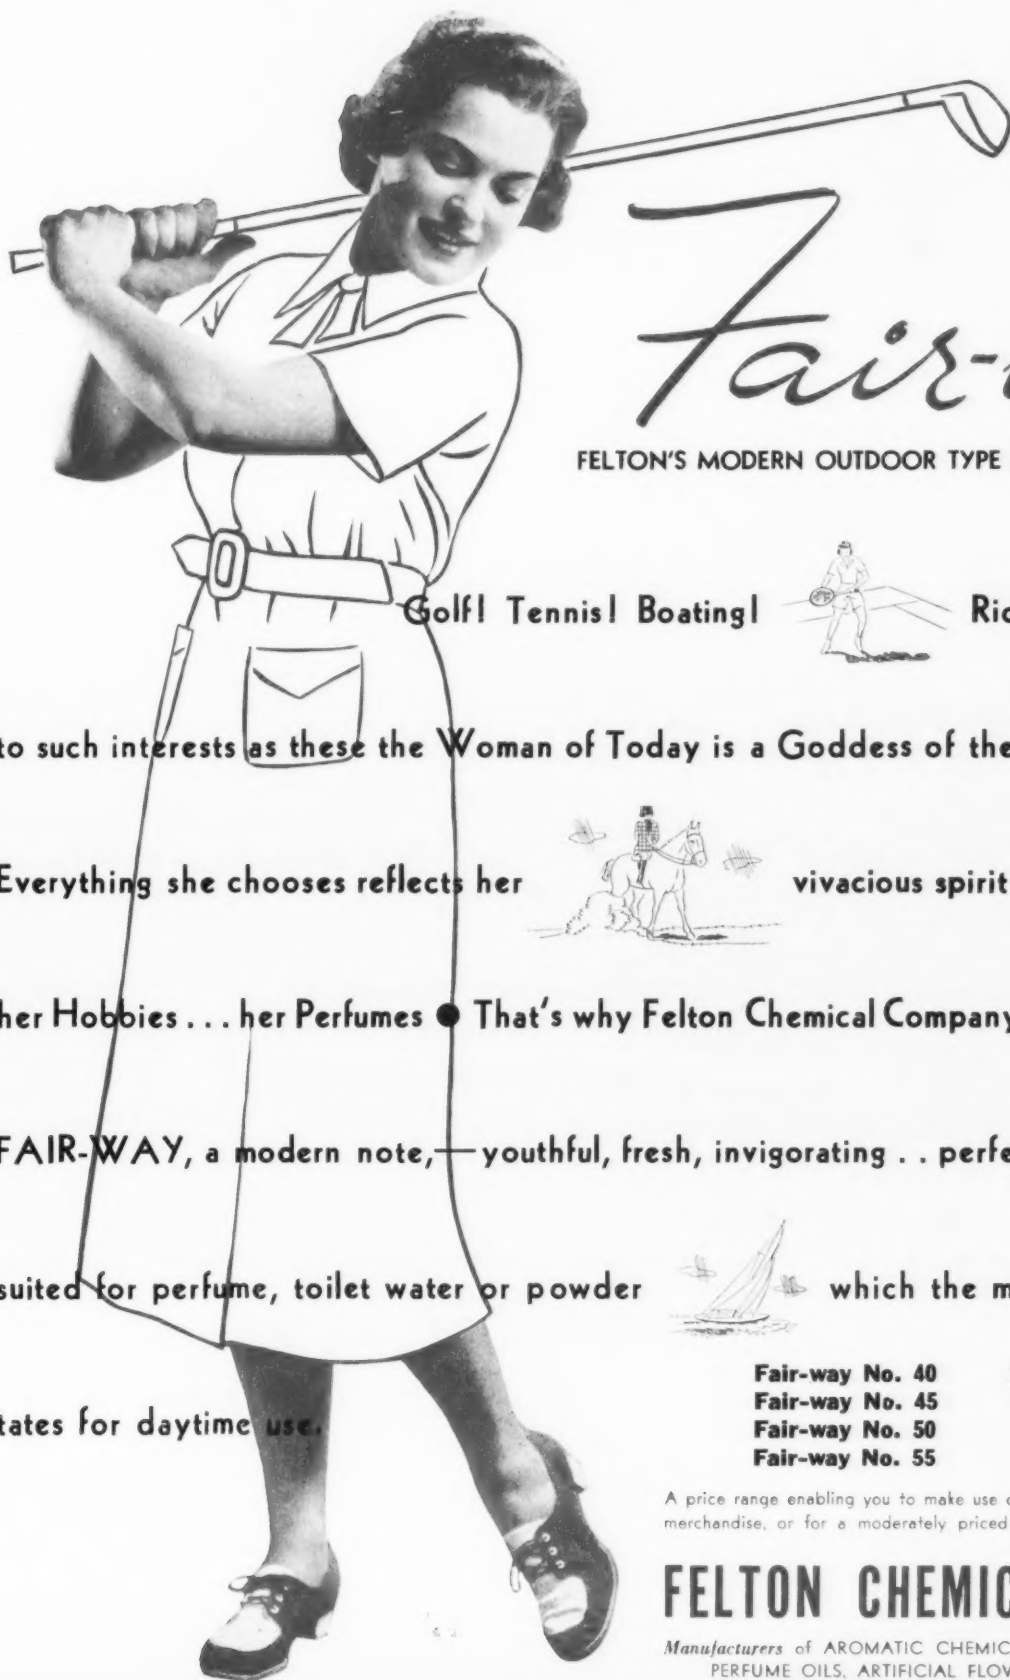 Fair-
FELTON'S MODERN OUTDOOR TYPE
Golf! Tennis! Boating!
to such interests as these the Woman of Today is a Goddess of the
Everything she chooses reflects her vivacious spirit
her Hobbies . . . her Perfumes ● That's why Felton Chemical Company
FAIR-WAY, a modern note,—youthful, fresh, invigorating . . perfe
suited for perfume, toilet water or powder which the m
tates for daytime use.
Fair-way No. 40
Fair-way No. 45
Fair-way No. 50
Fair-way No. 55
A price range enabling you to make use
merchandise, or for a moderately priced
FELTON CHEMIC
Manufacturers of AROMATIC CHEMIC
PERFUME OILS, ARTIFICIAL FLOW